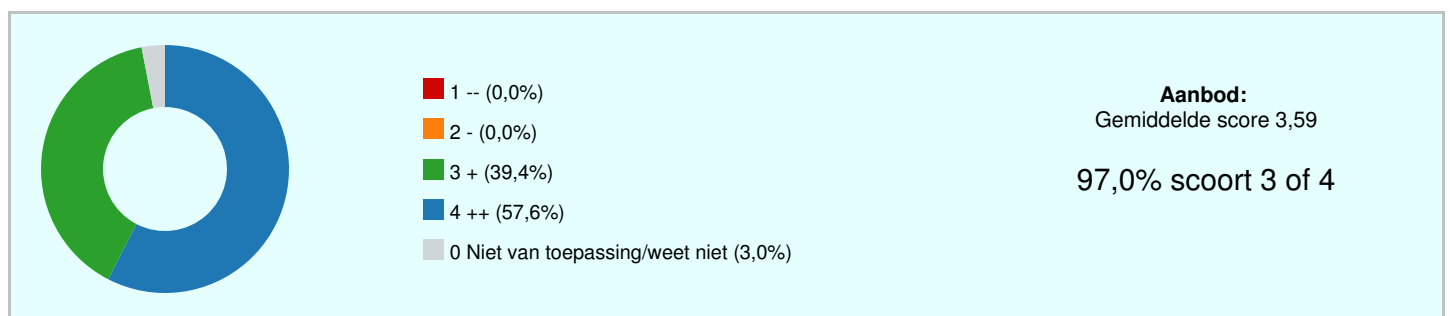 1 -- (0,0%)
2 - (0,0%)
3 + (39,4%)
4 ++ (57,6%)
0 Niet van toepassing/weet niet (3,0%)
Aanbod:
Gemiddelde score 3,59
97,0% scoort 3 of 4